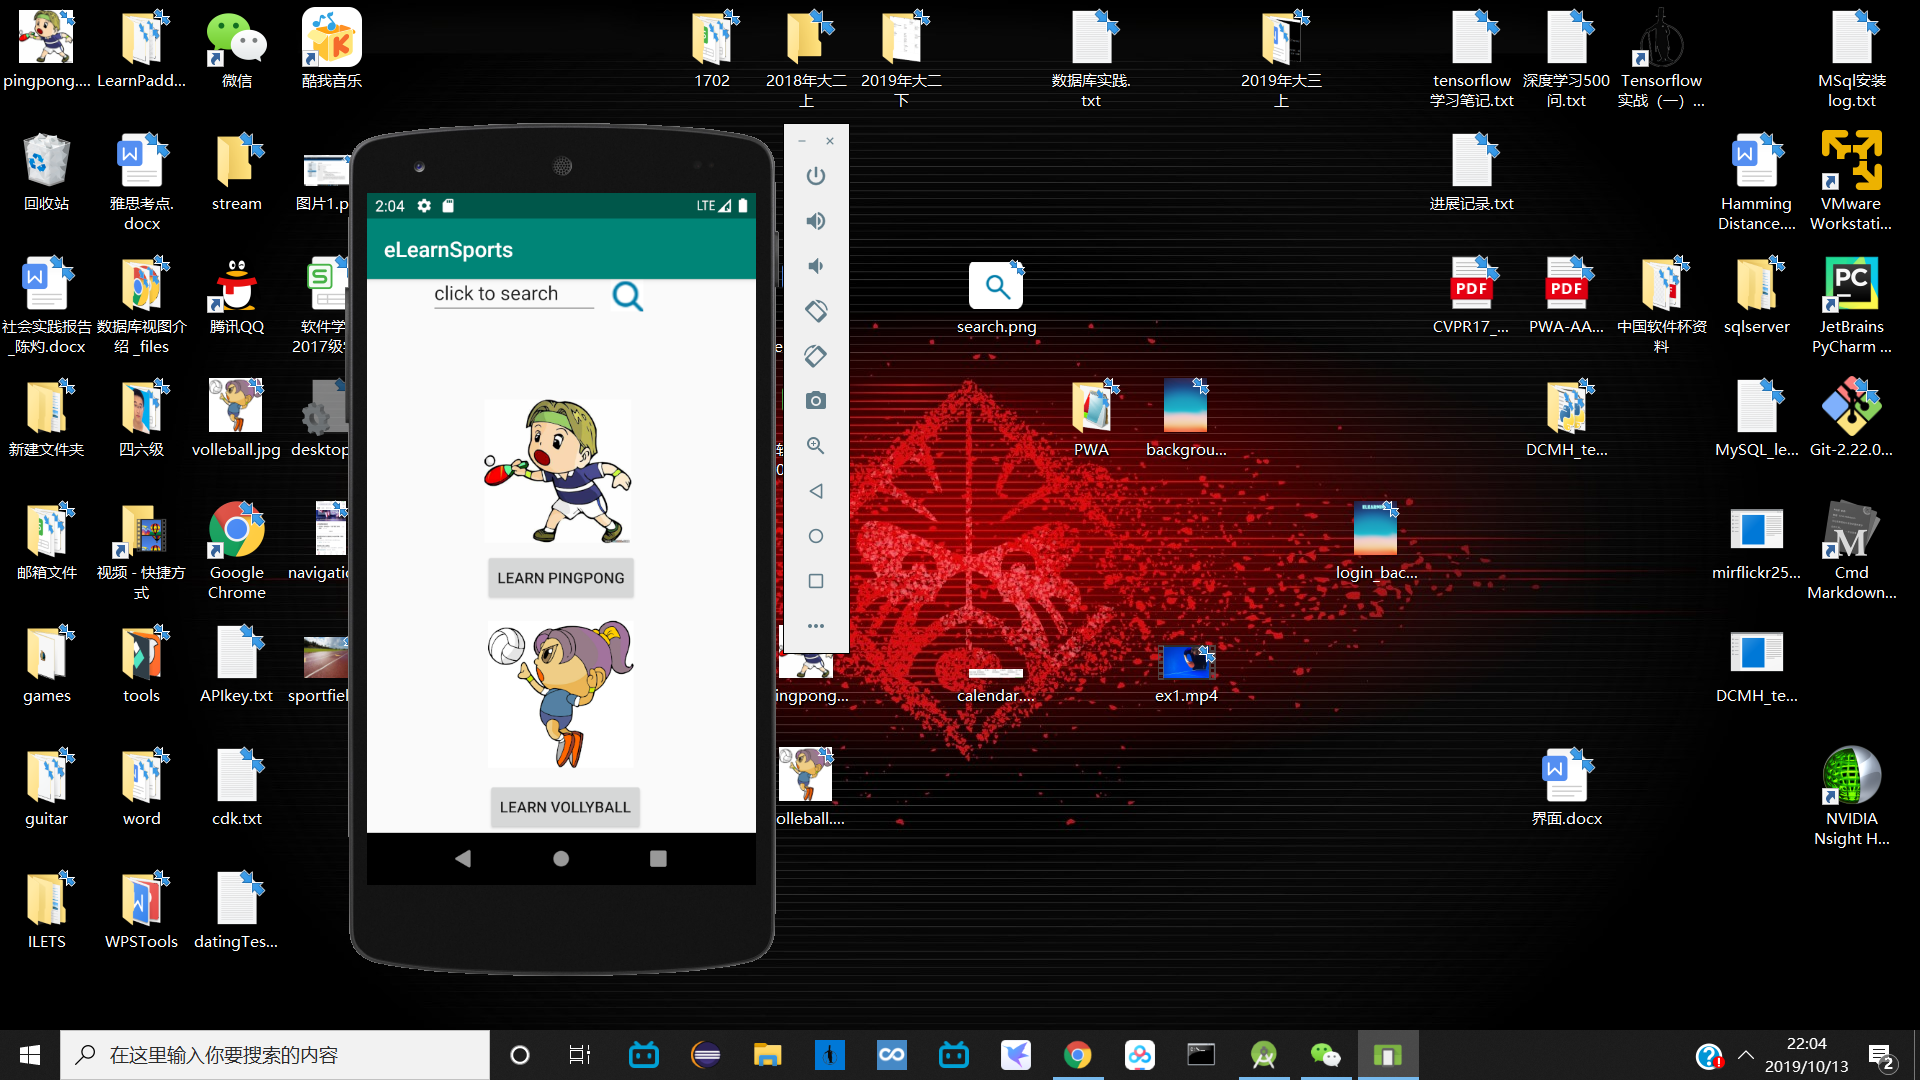 pingpong....
LearnPadd...
微信
酷我音乐
1702
2018年大二
上
2019年大二
下
数据库实践.
txt
2019年大三
上
tensorflow
学习笔记.txt
深度学习500
问.txt
Tensorflow
实战（一）...
MSql安装
log.txt
回收站
雅思考点.
docx
stream
图片1.p
进展记录.txt
Hamming
Distance....
VMware
Workstati...
2:04
LTE
eLearnSports
click to search
LEARN PINGPONG
LEARN VOLLYBALL
社会实践报告
_陈灼.docx
数据库视图介
绍 _files
腾讯QQ
软件学
2017级
search.png
CVPR17_...
PWA-AA...
中国软件杯资
料
sqlserver
JetBrains
PyCharm ...
新建文件夹
四六级
volleball.jpg
desktop
PWA
backgrou...
DCMH_te...
MySQL_le...
Git-2.22.0...
邮箱文件
视频 - 快捷方
式
Google
Chrome
navigatio
login_bac...
mirflickr25...
Cmd
Markdown...
games
tools
APIkey.txt
sportfiel
ingpong...
calendar....
ex1.mp4
DCMH_te...
guitar
word
cdk.txt
olleball....
界面.docx
NVIDIA
Nsight H...
ILETS
WPSTools
datingTes...
在这里输入你要搜索的内容
22:04
2019/10/13
2